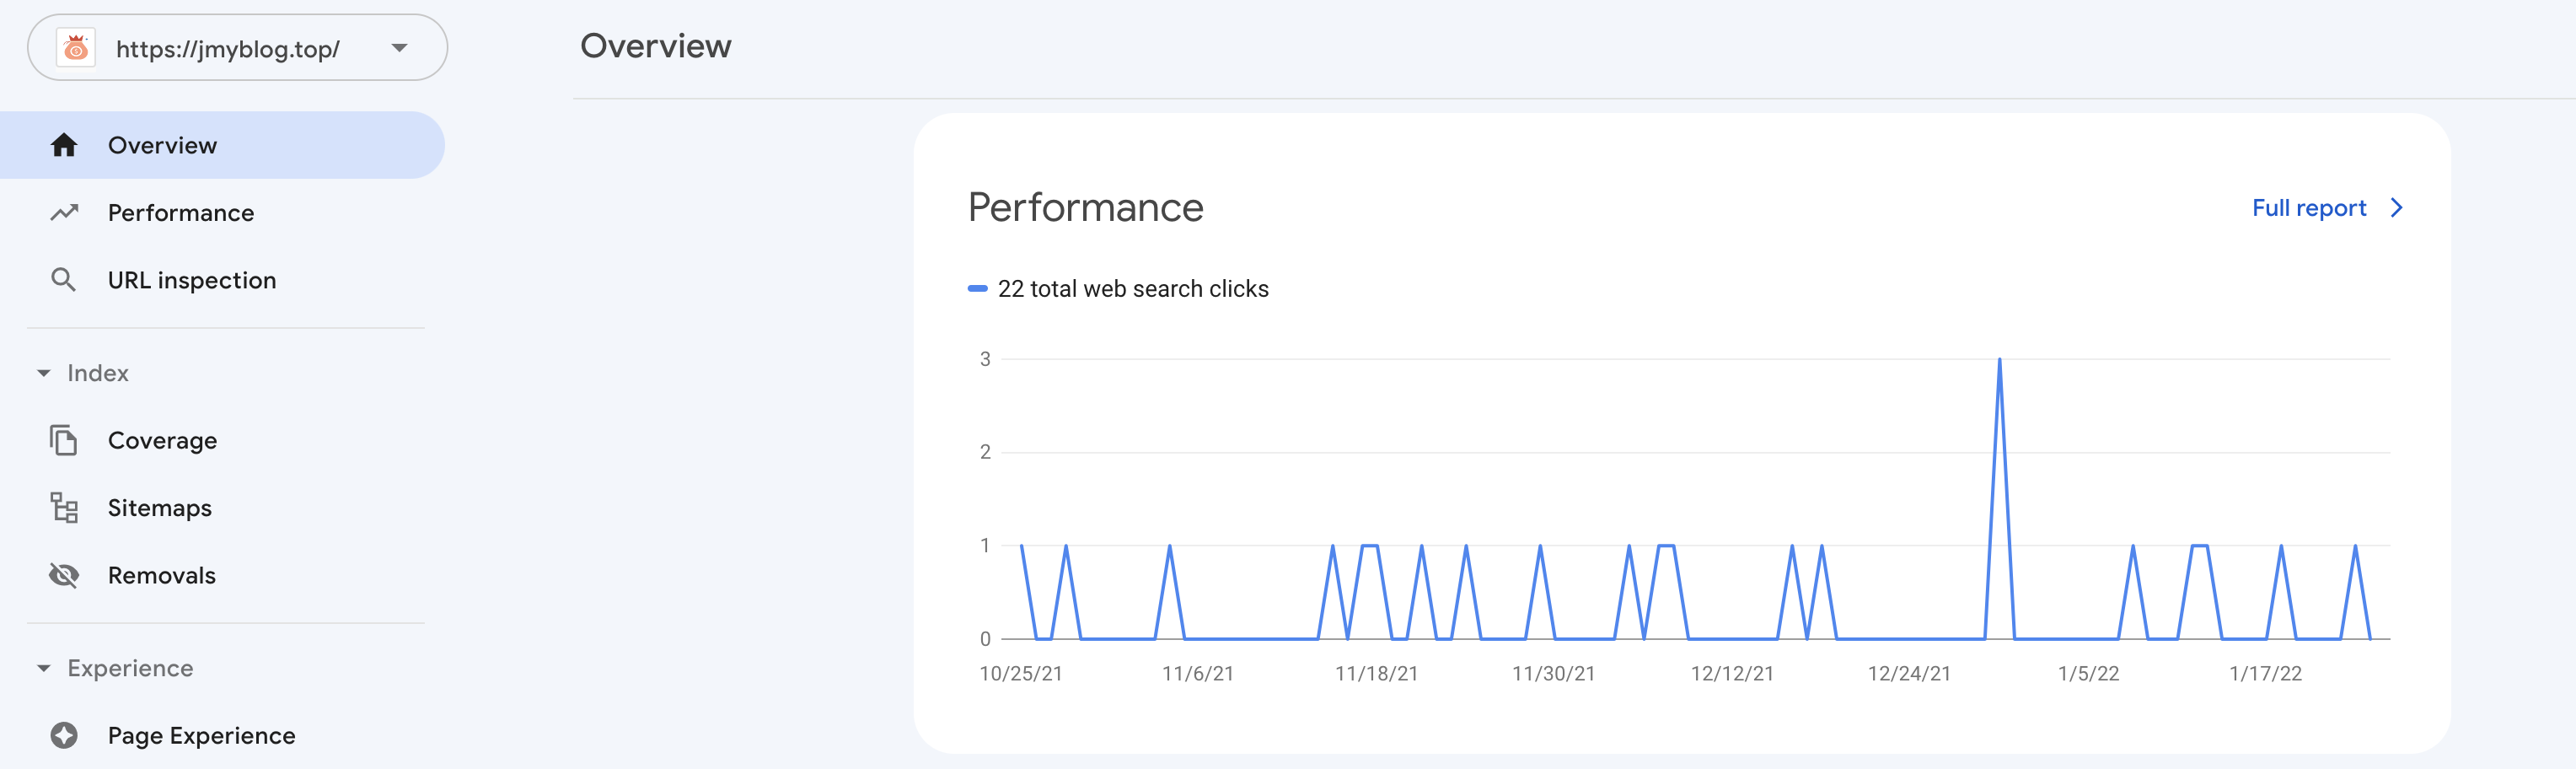 https://jmyblog.top/
Overview
Performance
URL inspection
Index
Coverage
Sitemaps
Removals
Experience
Page Experience
Overview
Performance
Full report
22 total web search clicks
3
2
1
0
10/25/21 11/6/21 11/18/21 11/30/21 12/12/21 12/24/21 1/5/22 1/17/22